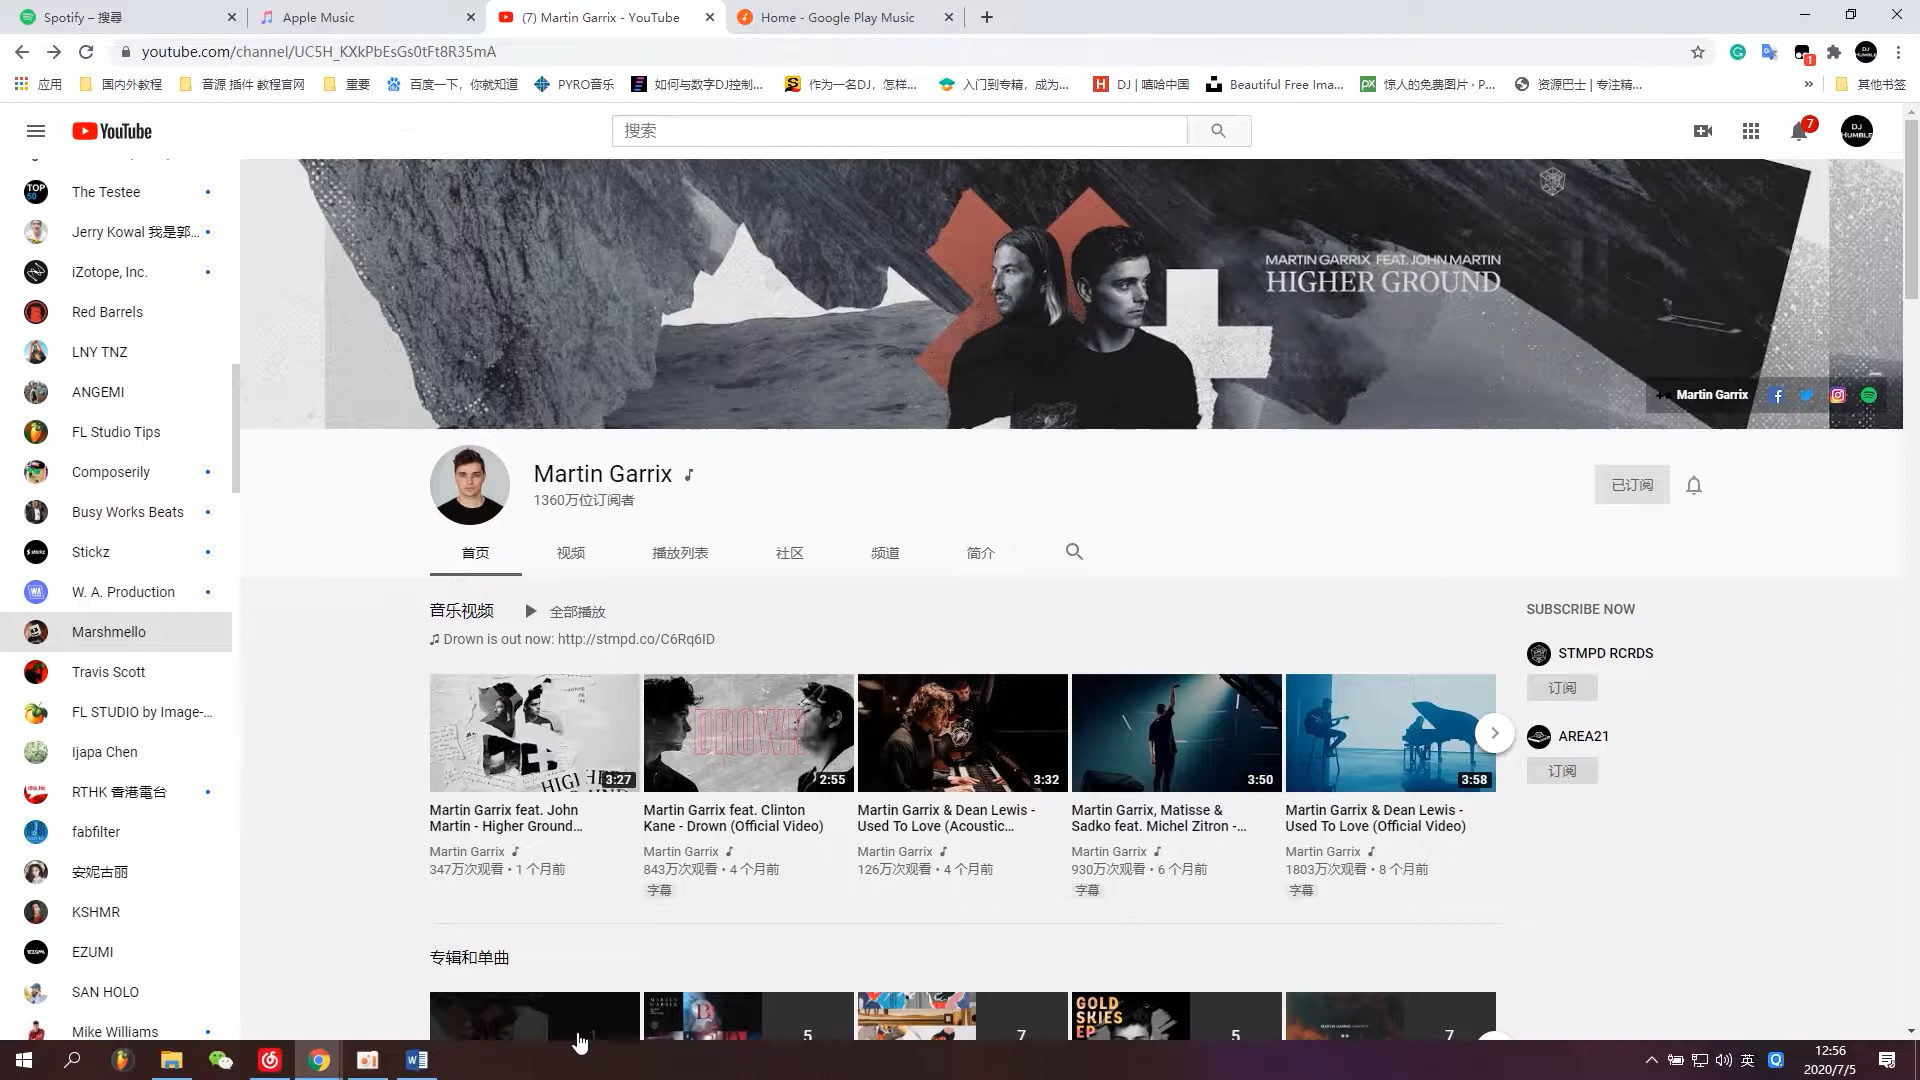 Spotify – 搜尋
Apple Music
(7) Martin Garrix - YouTube
Home - Google Play Music
youtube.com/channel/UC5H_KXkPbEsGs0tFt8R35mA
1
应用
国内外教程
音源 插件 教程官网
重要
百度一下，你就知道
PYRO音乐
如何与数字DJ控制...
作为一名DJ，怎样...
入门到专精，成为...
DJ | 嘻哈中国
Beautiful Free Ima...
惊人的免费图片 · P...
资源巴士 | 专注精...
»
其他书签
YouTube
搜索
7
DJ HUMBLE
The Testee
Jerry Kowal 我是郭...
iZotope, Inc.
Red Barrels
LNY TNZ
ANGEMI
FL Studio Tips
Composerily
Busy Works Beats
Stickz
W. A. Production
Marshmello
Travis Scott
FL STUDIO by Image-...
Ijapa Chen
RTHK 香港電台
fabfilter
安妮古丽
KSHMR
EZUMI
SAN HOLO
Mike Williams
MARTIN GARRIX FEAT. JOHN MARTIN
HIGHER GROUND
Martin Garrix
Martin Garrix
1360万位订阅者
已订阅
首页
视频
播放列表
社区
频道
简介
音乐视频
全部播放
♫ Drown is out now: http://stmpd.co/C6Rq6ID
SUBSCRIBE NOW
STMPD RCRDS
订阅
AREA21
订阅
3:27
DROWN
2:55
3:32
3:50
3:58
Martin Garrix feat. John
Martin - Higher Ground...
Martin Garrix
347万次观看 • 1 个月前
Martin Garrix feat. Clinton
Kane - Drown (Official Video)
Martin Garrix
843万次观看 • 4 个月前
字幕
Martin Garrix & Dean Lewis -
Used To Love (Acoustic...
Martin Garrix
126万次观看 • 4 个月前
Martin Garrix, Matisse &
Sadko feat. Michel Zitron -...
Martin Garrix
930万次观看 • 6 个月前
字幕
Martin Garrix & Dean Lewis -
Used To Love (Official Video)
Martin Garrix
1803万次观看 • 8 个月前
字幕
专辑和单曲
5
7
GOLD
SKIES
EP
5
7
英
12:56
2020/7/5